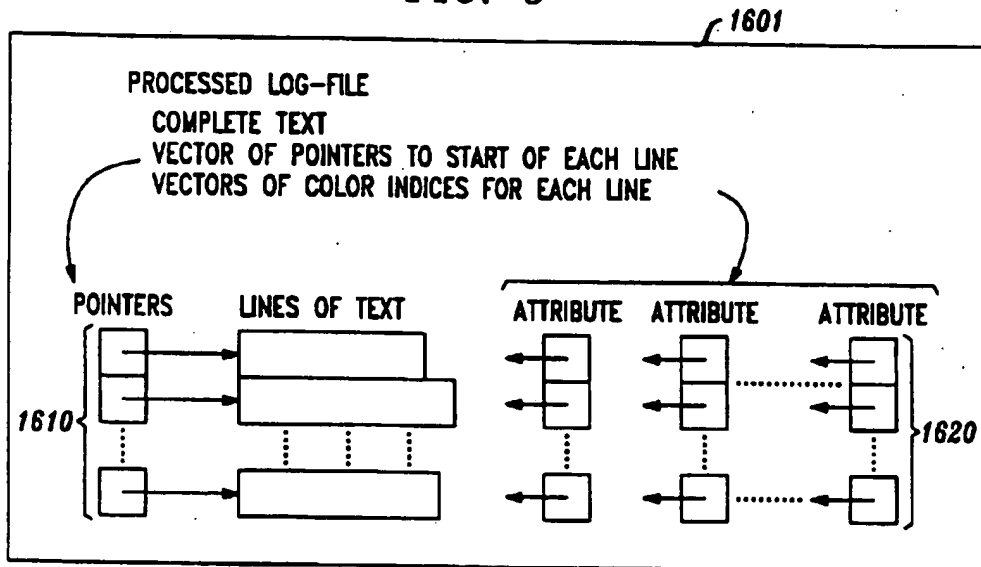 1601
PROCESSED LOG-FILE
COMPLETE TEXT
VECTOR OF POINTERS TO START OF EACH LINE
VECTORS OF COLOR INDICES FOR EACH LINE
POINTERS LINES OF TEXT ATTRIBUTE ATTRIBUTE ATTRIBUTE
1610
1620